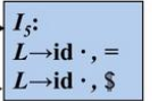 I₅:
L→id ·, =
L→id ·, $